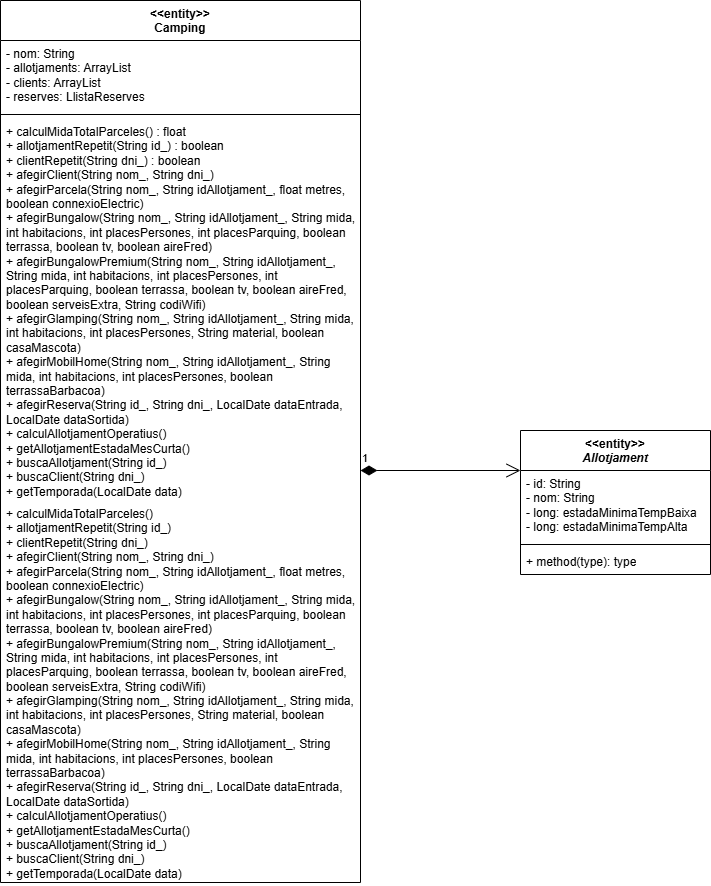 <<entity>>
Camping
- nom: String
- allotjaments: ArrayList
- clients: ArrayList
- reserves: LlistaReserves
+ calculMidaTotalParceles() : float
+ allotjamentRepetit(String id_) : boolean
+ clientRepetit(String dni_) : boolean
+ afegirClient(String nom_, String dni_)
+ afegirParcela(String nom_, String idAllotjament_, float metres,
boolean connexioElectric)
+ afegirBungalow(String nom_, String idAllotjament_, String mida,
int habitacions, int placesPersones, int placesParquing, boolean
terrassa, boolean tv, boolean aireFred)
+ afegirBungalowPremium(String nom_, String idAllotjament_,
String mida, int habitacions, int placesPersones, int
placesParquing, boolean terrassa, boolean tv, boolean aireFred,
boolean serveisExtra, String codiWifi)
+ afegirGlamping(String nom_, String idAllotjament_, String mida,
int habitacions, int placesPersones, String material, boolean
casaMascota)
+ afegirMobilHome(String nom_, String idAllotjament_, String
mida, int habitacions, int placesPersones, boolean
terrassaBarbacoa)
+ afegirReserva(String id_, String dni_, LocalDate dataEntrada,
LocalDate dataSortida)
+ calculAllotjamentOperatius()
+ getAllotjamentEstadaMesCurta()
+ buscaAllotjament(String id_)
+ buscaClient(String dni_)
+ getTemporada(LocalDate data)
+ calculMidaTotalParceles()
+ allotjamentRepetit(String id_)
+ clientRepetit(String dni_)
+ afegirClient(String nom_, String dni_)
+ afegirParcela(String nom_, String idAllotjament_, float metres,
boolean connexioElectric)
+ afegirBungalow(String nom_, String idAllotjament_, String mida,
int habitacions, int placesPersones, int placesParquing, boolean
terrassa, boolean tv, boolean aireFred)
+ afegirBungalowPremium(String nom_, String idAllotjament_,
String mida, int habitacions, int placesPersones, int
placesParquing, boolean terrassa, boolean tv, boolean aireFred,
boolean serveisExtra, String codiWifi)
+ afegirGlamping(String nom_, String idAllotjament_, String mida,
int habitacions, int placesPersones, String material, boolean
casaMascota)
+ afegirMobilHome(String nom_, String idAllotjament_, String
mida, int habitacions, int placesPersones, boolean
terrassaBarbacoa)
+ afegirReserva(String id_, String dni_, LocalDate dataEntrada,
LocalDate dataSortida)
+ calculAllotjamentOperatius()
+ getAllotjamentEstadaMesCurta()
+ buscaAllotjament(String id_)
+ buscaClient(String dni_)
+ getTemporada(LocalDate data)
1
<<entity>>
Allotjament
- id: String
- nom: String
- long: estadaMinimaTempBaixa
- long: estadaMinimaTempAlta
+ method(type): type